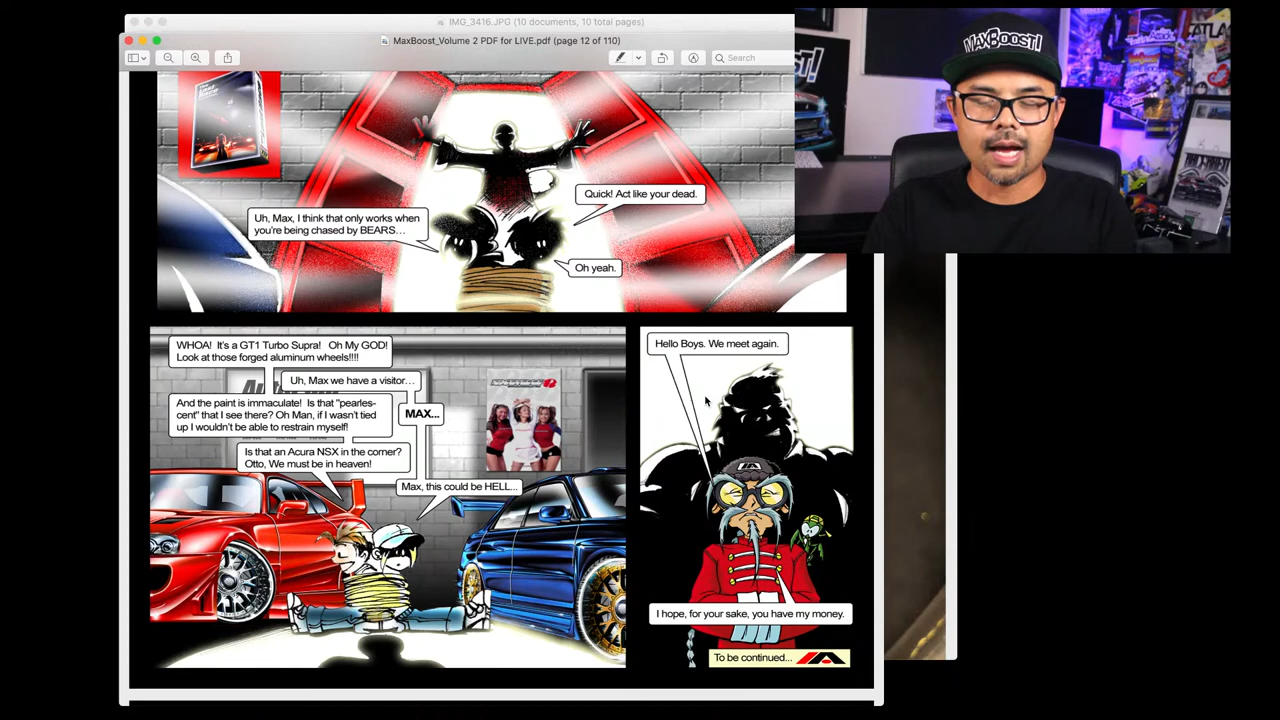 IMG_3416.JPG (10 documents, 10 total pages)
MaxBoost_Volume 2 PDF for LIVE.pdf (page 12 of 110)
Search
MAXBOOST!
Quick! Act like your dead.
Uh, Max, I think that only works when
you're being chased by BEARS...
Oh yeah.
WHOA! It's a GT1 Turbo Supra! Oh My GOD!
Look at those forged aluminum wheels!!!!
Uh, Max we have a visitor...
And the paint is immaculate! Is that "pearles-
cent" that I see there? Oh Man, if I wasn't tied
up I wouldn't be able to restrain myself!
MAX...
Is that an Acura NSX in the corner?
Otto, We must be in heaven!
Max, this could be HELL...
Hello Boys. We meet again.
I hope, for your sake, you have my money.
To be continued...